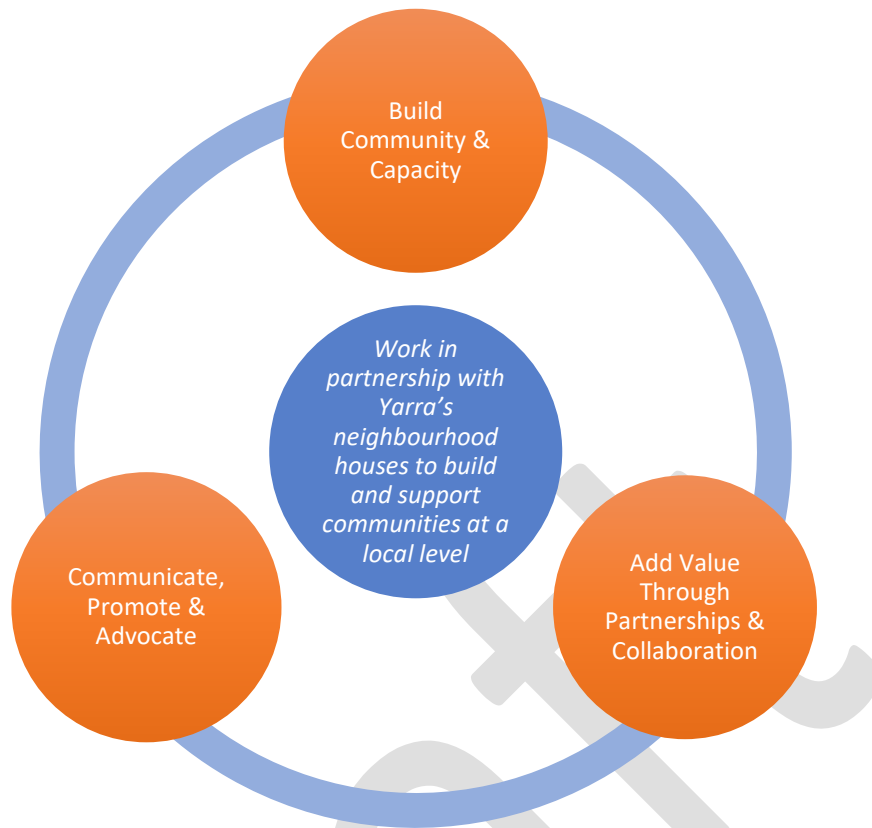 Build
Community &
Capacity
Work in
partnership with
Yarra’s
neighbourhood
houses to build
and support
communities at a
local level
Communicate,
Promote &
Advocate
Add Value
Through
Partnerships &
Collaboration